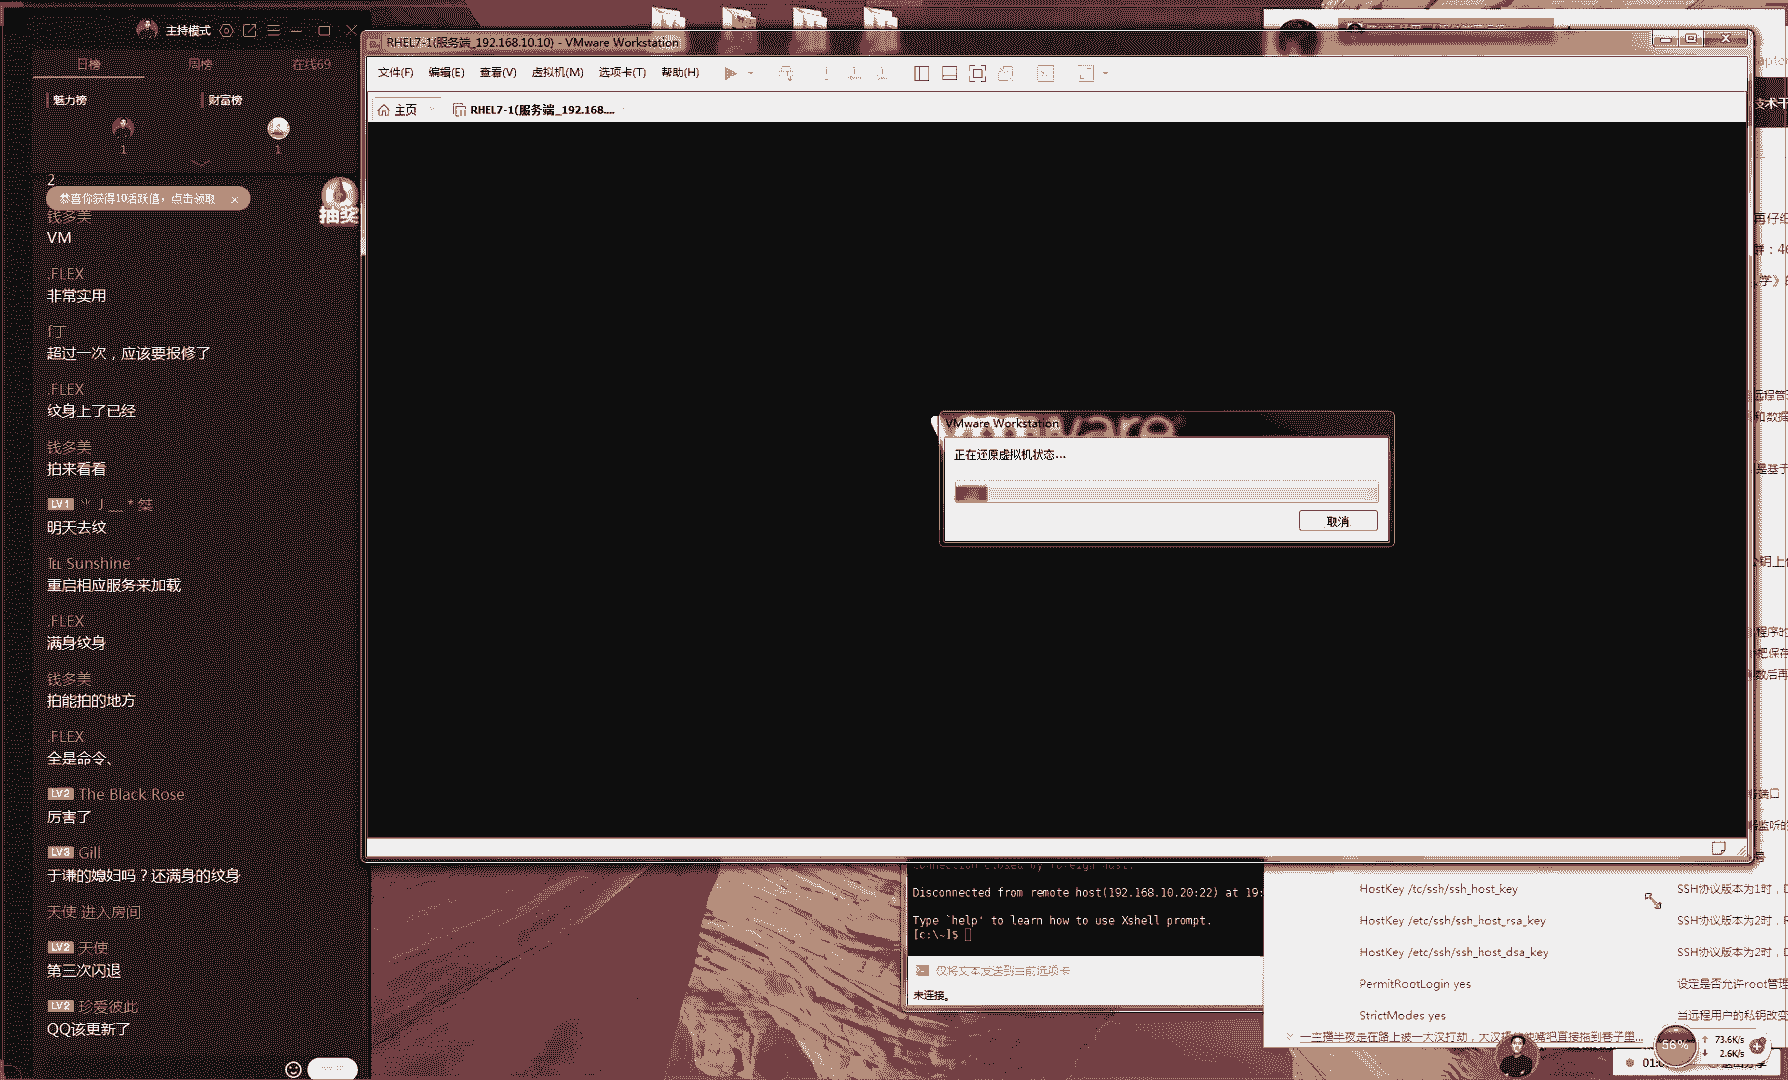 主持模式
日榜
周榜
在线69
魅力榜
财富榜
1
1
2
恭喜你获得10活跃值，点击领取
抽奖
钱多美
VM
.FLEX
非常实用
超过一次，应该要报修了
.FLEX
纹身上了已经
钱多美
拍来看看
LV1
明天去纹
TEL Sunshine
重启相应服务来加载
.FLEX
满身纹身
钱多美
拍能拍的地方
.FLEX
全是命令、
LV2 The Black Rose
厉害了
LV3 Gill
于谦的媳妇吗？还满身的纹身
天使 进入房间
LV2 天使
第三次闪退
LV2 珍爱彼此
QQ该更新了
RHEL7-1(服务端_192.168.10.10) - VMware Workstation
文件(F) 编辑(E) 查看(V) 虚拟机(M) 选项卡(T) 帮助(H)
主页
RHEL7-1(服务端_192.168....
VMware Workstation
正在还原虚拟机状态...
取消
Disconnected from remote host(192.168.10.20:22) at 19:
Type `help' to learn how to use Xshell prompt.
[c:\~]$
仅将文本发送到当前选项卡
未连接。
HostKey /tc/ssh/ssh_host_key
SSH协议版本为1时，D
HostKey /etc/ssh/ssh_host_rsa_key
SSH协议版本为2时，R
HostKey /etc/ssh/ssh_host_dsa_key
SSH协议版本为2时，D
PermitRootLogin yes
设定是否允许root管理
StrictModes yes
当远程用户的私钥改变
56%
73.6K/s
2.6K/s